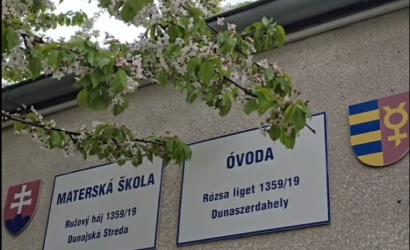 MATERSKÁ ŠKOLA
Ružový háj 1359/19
Dunajská Streda
ÓVODA
Rózsa liget 1359/19
Dunaszerdahely